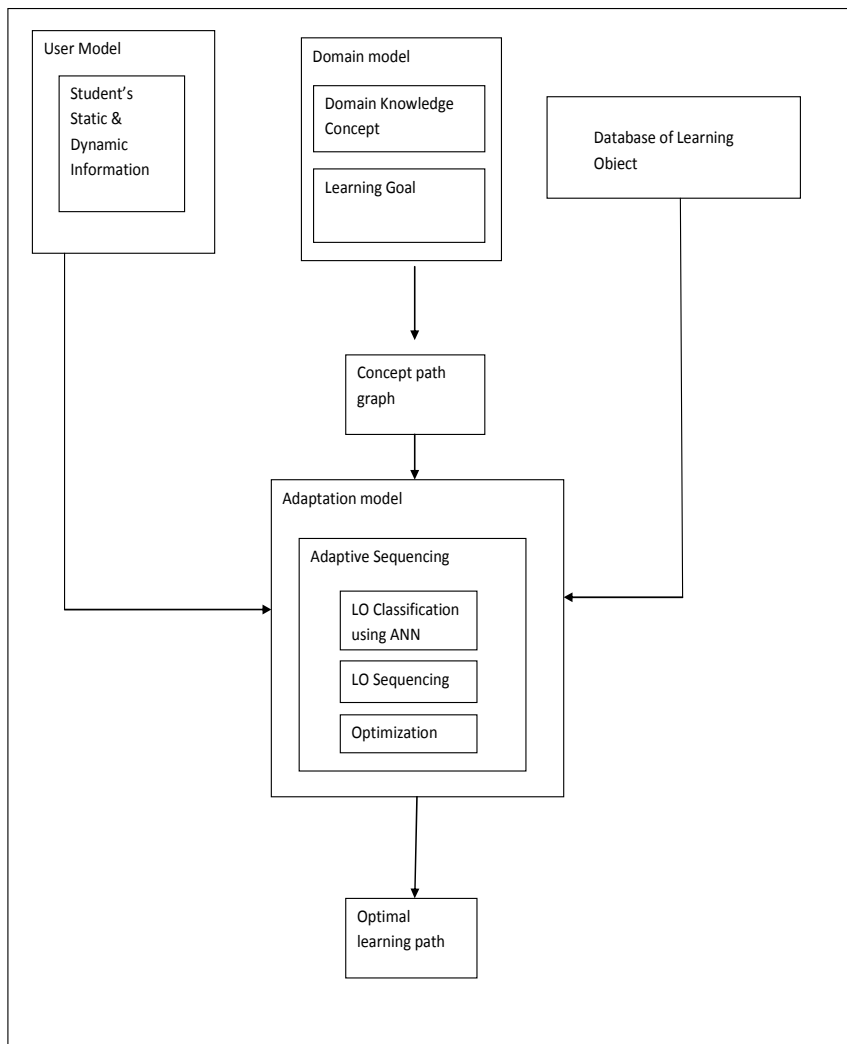 User Model
Student’s
Static &
Dynamic
Information
Domain model
Domain Knowledge
Concept
Learning Goal
Database of Learning
Object
Concept path
graph
Adaptation model
Adaptive Sequencing
LO Classification
using ANN
LO Sequencing
Optimization
Optimal
learning path